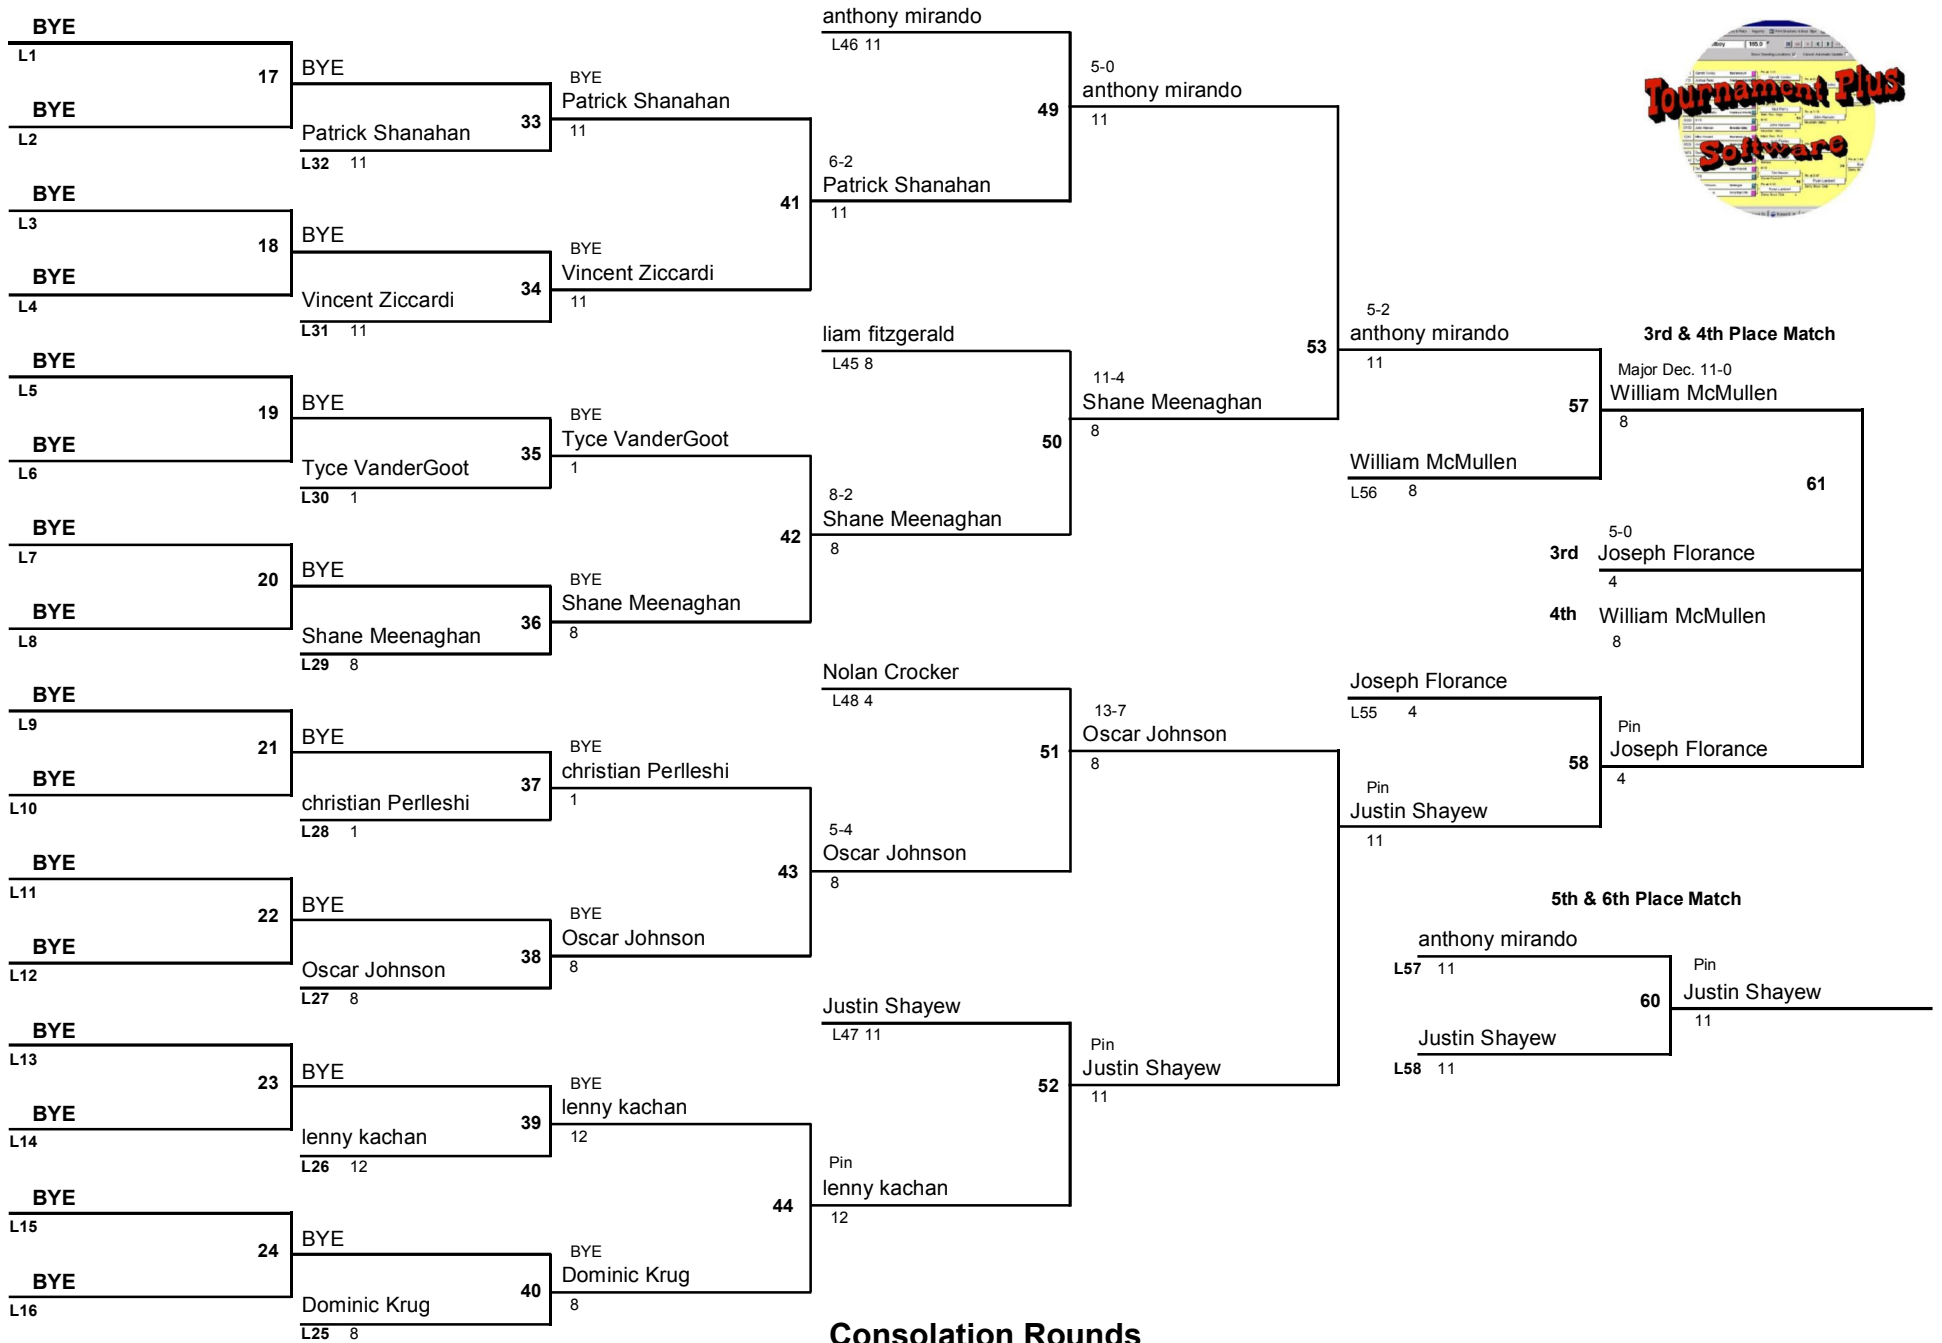 BYE
L1
17
BYE
L2
BYE
L3
18
BYE
L4
BYE
L5
19
BYE
L6
BYE
L7
20
BYE
L8
BYE
L9
21
BYE
L10
BYE
L11
22
BYE
L12
BYE
L13
23
BYE
L14
BYE
L15
24
BYE
L16
BYE
33
Patrick Shanahan
L32 11
BYE
34
Vincent Ziccardi
L31 11
BYE
35
Tyce VanderGoot
L30 1
BYE
36
Shane Meenaghan
L29 8
BYE
37
christian Perlleshi
L28 1
BYE
38
Oscar Johnson
L27 8
BYE
39
lenny kachan
L26 12
BYE
40
Dominic Krug
L25 8
BYE
Patrick Shanahan
11
41
BYE
Vincent Ziccardi
11
BYE
Tyce VanderGoot
1
42
BYE
Shane Meenaghan
8
BYE
christian Perlleshi
1
43
BYE
Oscar Johnson
8
BYE
lenny kachan
12
44
BYE
Dominic Krug
8
anthony mirando
L46 11
49
6-2
Patrick Shanahan
11
liam fitzgerald
L45 8
50
8-2
Shane Meenaghan
8
Nolan Crocker
L48 4
51
5-4
Oscar Johnson
8
Justin Shayew
L47 11
52
Pin
lenny kachan
12
5-0
anthony mirando
11
53
11-4
Shane Meenaghan
8
13-7
Oscar Johnson
8
Pin
Justin Shayew
11
5-2
anthony mirando
11
57
William McMullen
L56 8
Joseph Florance
L55 4
58
Pin
Justin Shayew
11
3rd & 4th Place Match
Major Dec. 11-0
William McMullen
8
61
5-0
3rd Joseph Florance
4
4th William McMullen
8
Pin
Joseph Florance
4
5th & 6th Place Match
anthony mirando
L57 11
60
Justin Shayew
L58 11
Pin
Justin Shayew
11
Tournament Plus
Software
Consolation Rounds